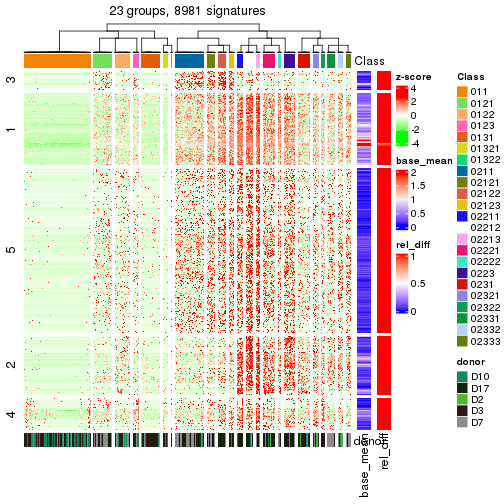 23 groups, 8981 signatures
Class
3
1
5
2
4
donor
base_mean
rel_diff
z-score
4
2
0
-2
-4
base_mean
2
1.5
1
0.5
0
rel_diff
1
0.5
0
Class
011
0121
0122
0123
0131
01321
01322
0211
02121
02122
02123
02211
02212
02213
02221
02222
0223
0231
02321
02322
02331
02332
02333
donor
D10
D17
D2
D3
D7